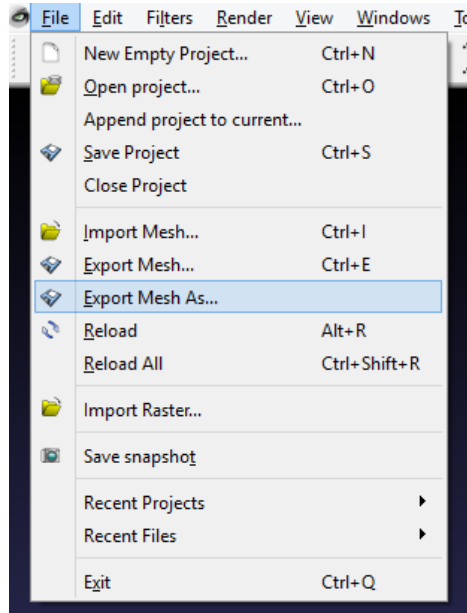 File Edit Filters Render View Windows To
New Empty Project... Ctrl+N
Open project... Ctrl+O
Append project to current...
Save Project Ctrl+S
Close Project
Import Mesh... Ctrl+I
Export Mesh... Ctrl+E
Export Mesh As...
Reload Alt+R
Reload All Ctrl+Shift+R
Import Raster...
Save snapshot
Recent Projects
Recent Files
Exit Ctrl+Q